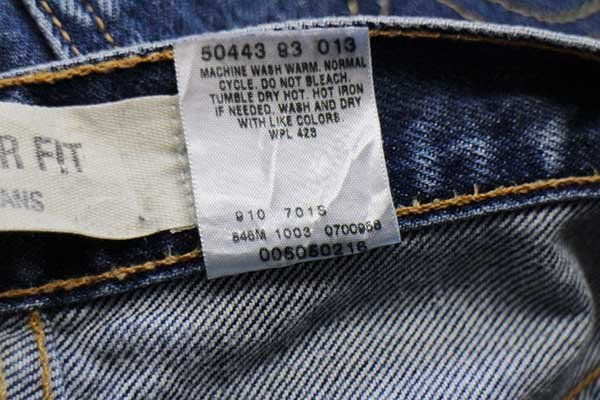 50443 83 013
MACHINE WASH WARM. NORMAL
CYCLE. DO NOT BLEACH.
TUMBLE DRY HOT. HOT IRON
IF NEEDED. WASH AND DRY
WITH LIKE COLORS.
WPL 423
R FIT
ANS
910 701S
846M 1003 0700958
006050216